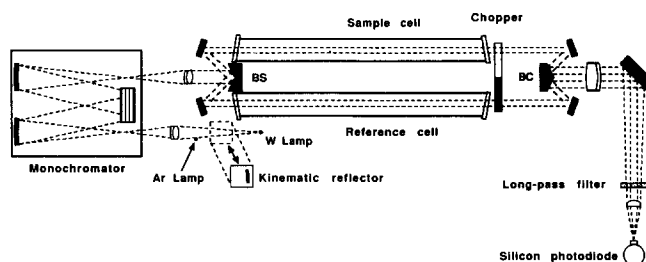 Sample cell
Chopper
BS
BC
Reference cell
W Lamp
Monochromator
Ar Lamp
Kinematic reflector
Long-pass filter
Silicon photodiode